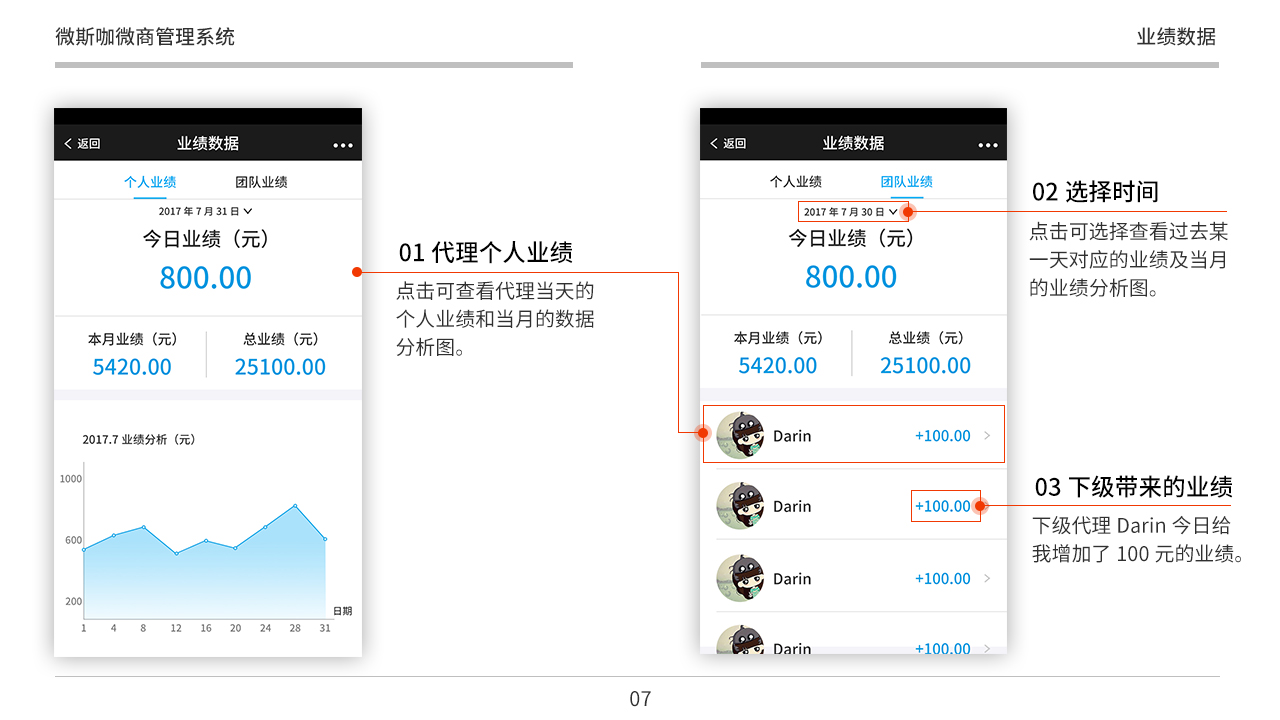 微斯咖微商管理系统
业绩数据
返回
业绩数据
个人业绩
团队业绩
2017 年 7 月 31 日
今日业绩（元）
800.00
本月业绩（元）
总业绩（元）
5420.00
25100.00
2017.7 业绩分析（元）
1000
600
200
日期
1 4 8 12 16 20 24 28 31
01 代理个人业绩
点击可查看代理当天的
个人业绩和当月的数据
分析图。
返回
业绩数据
个人业绩
团队业绩
2017 年 7 月 30 日
今日业绩（元）
800.00
本月业绩（元）
总业绩（元）
5420.00
25100.00
Darin +100.00
Darin +100.00
Darin +100.00
Darin +100.00
02 选择时间
点击可选择查看过去某
一天对应的业绩及当月
的业绩分析图。
03 下级带来的业绩
下级代理 Darin 今日给
我增加了 100 元的业绩。
07